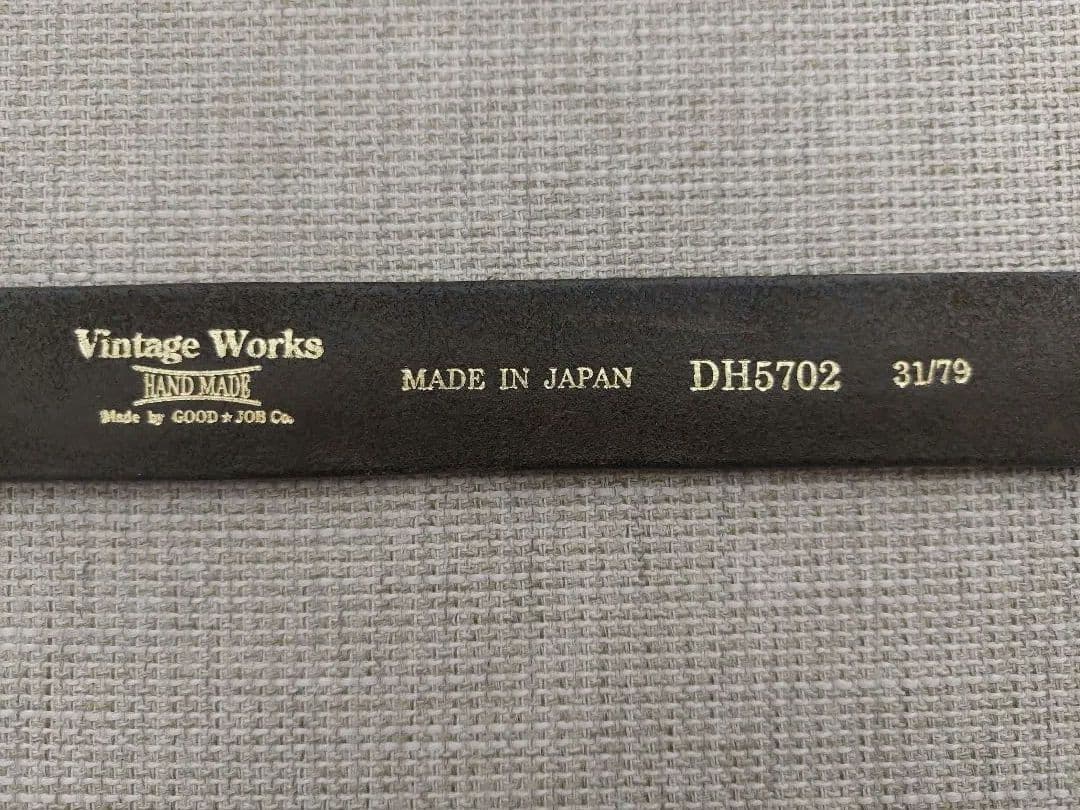 Vintage Works
HAND MADE
Made by GOOD★JOB Co.
MADE IN JAPAN
DH5702
31/79